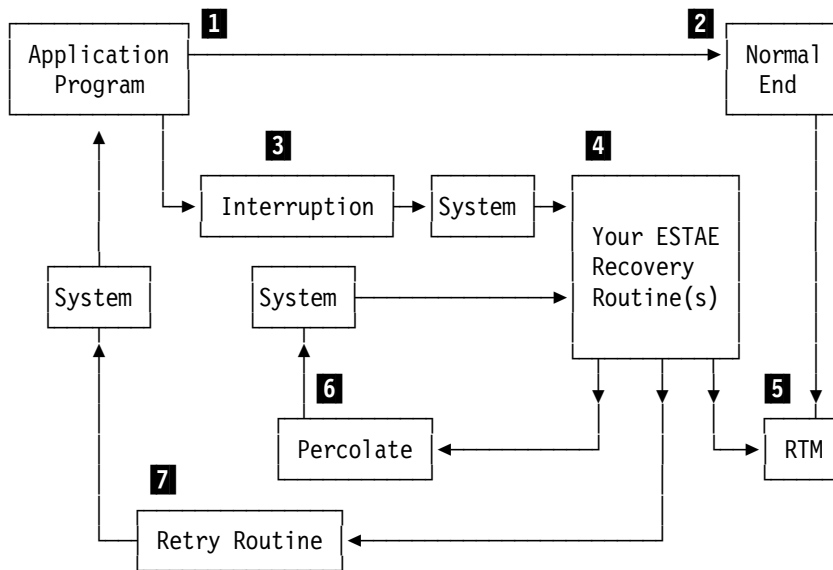 1
2
Application
Program
Normal
End
3
4
Interruption
System
Your ESTAE
Recovery
Routine(s)
System
System
6
5
Percolate
RTM
7
Retry Routine